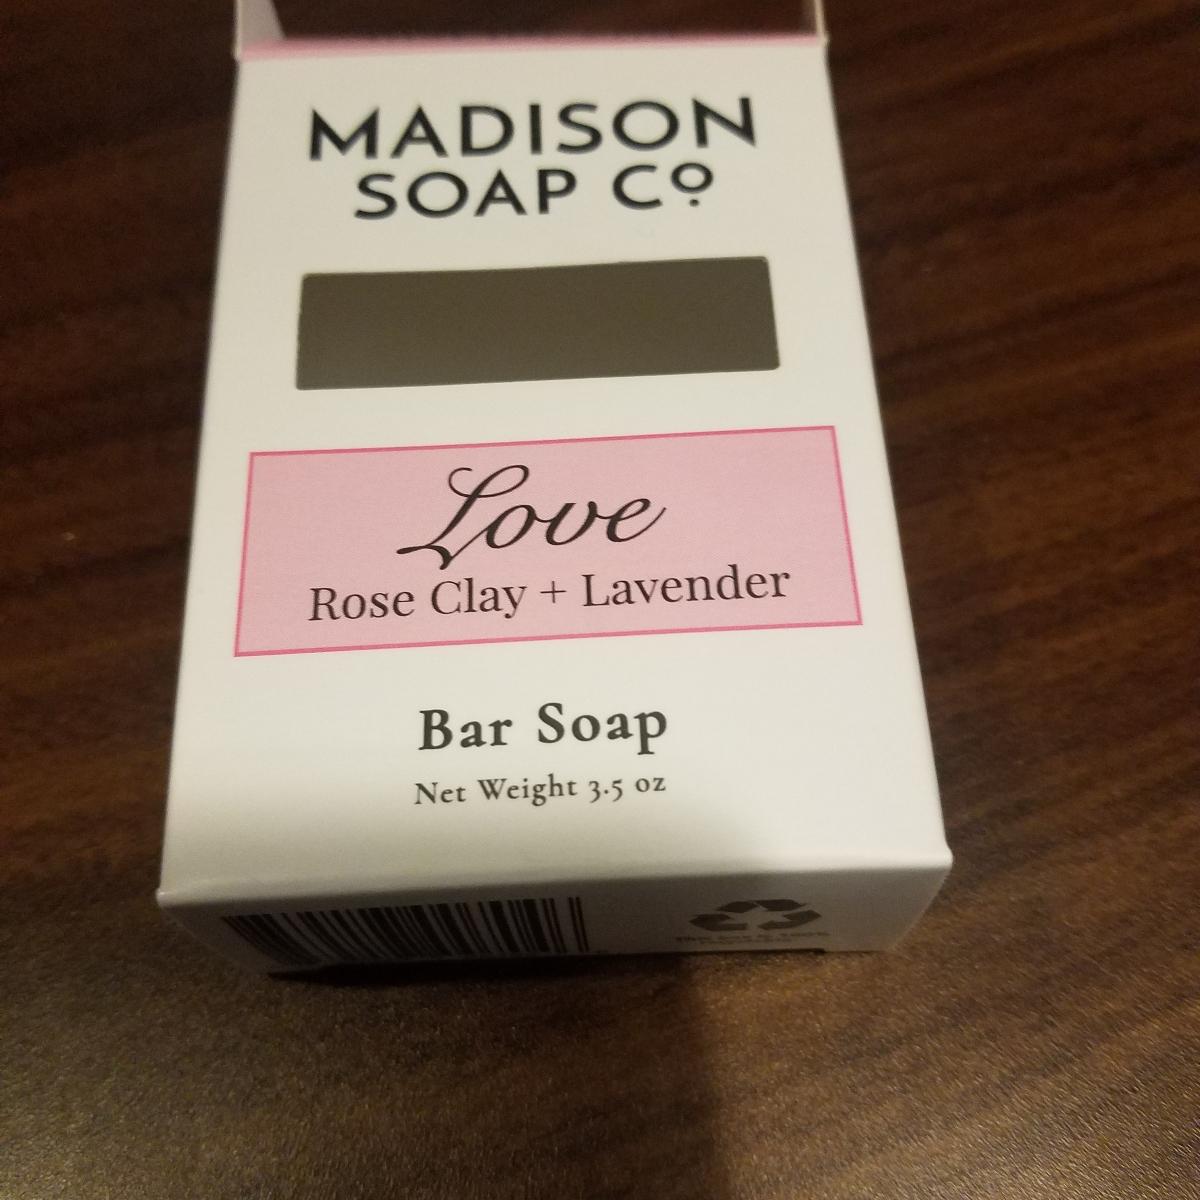 MADISON
SOAP Co
Love
Rose Clay + Lavender
Bar Soap
Net Weight 3.5 oz